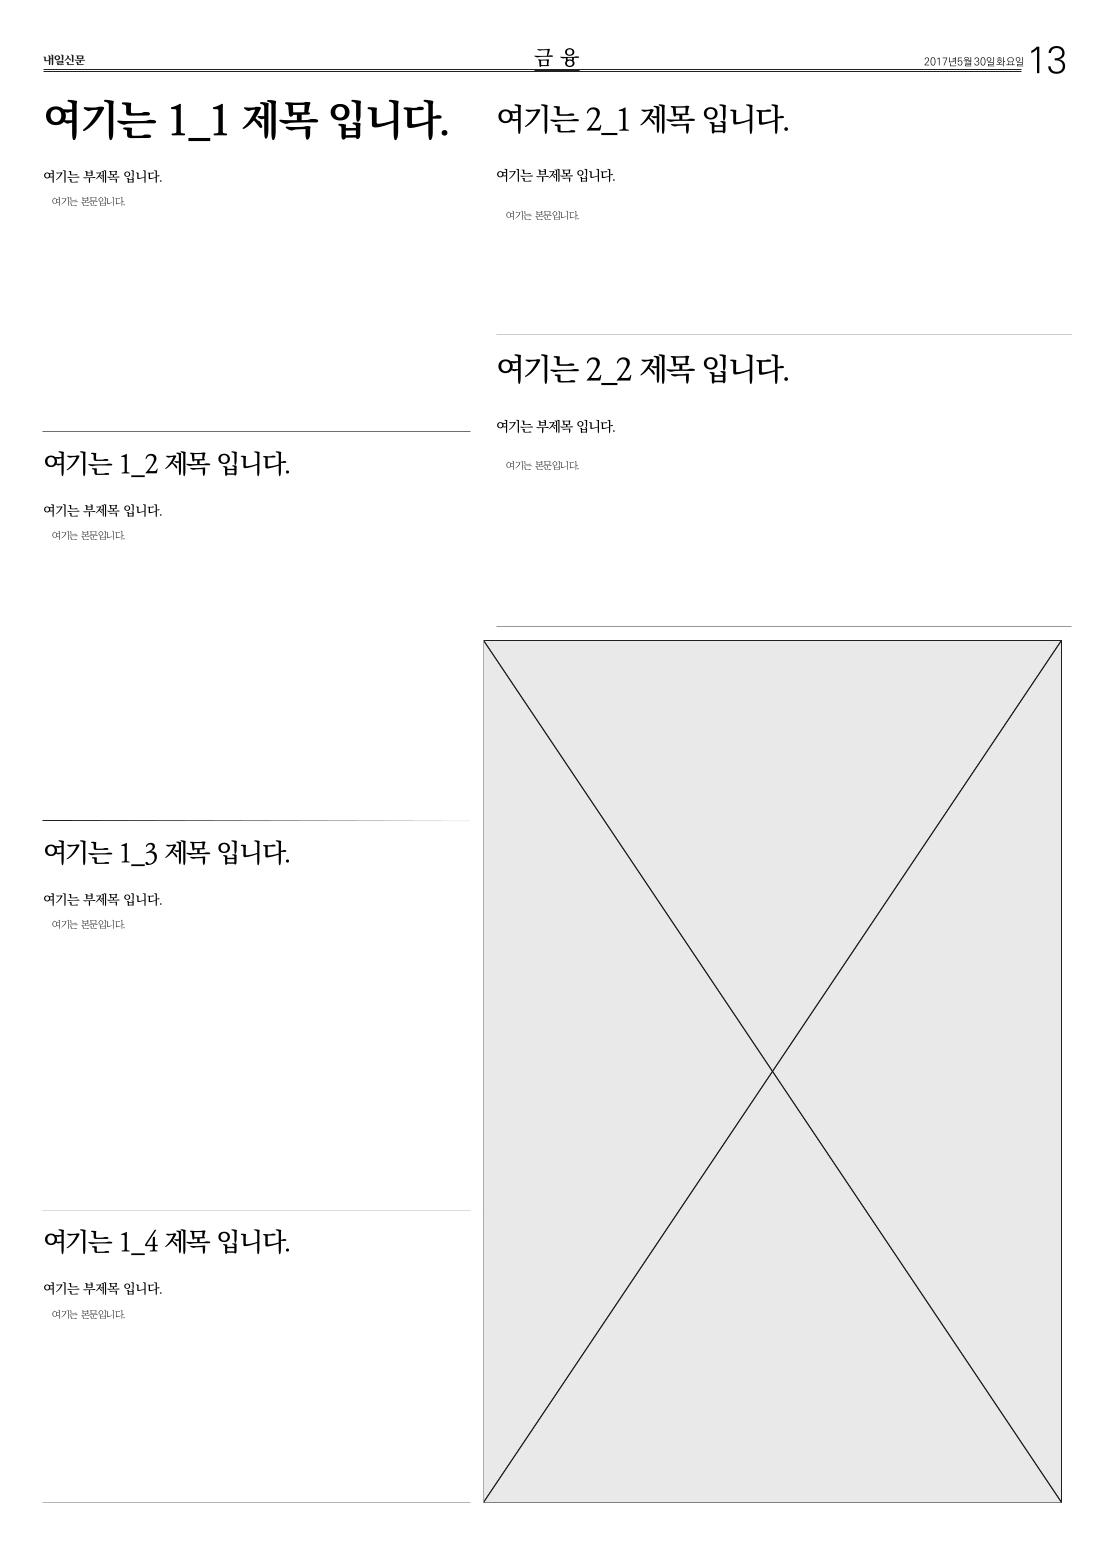 내일신문
금 융
2017년5월30일화요일 13
여기는 1_1 제목 입니다.
여기는 부제목 입니다.
여기는 본문입니다.
여기는 1_2 제목 입니다.
여기는 부제목 입니다.
여기는 본문입니다.
여기는 1_3 제목 입니다.
여기는 부제목 입니다.
여기는 본문입니다.
여기는 1_4 제목 입니다.
여기는 부제목 입니다.
여기는 본문입니다.
여기는 2_1 제목 입니다.
여기는 부제목 입니다.
여기는 본문입니다.
여기는 2_2 제목 입니다.
여기는 부제목 입니다.
여기는 본문입니다.